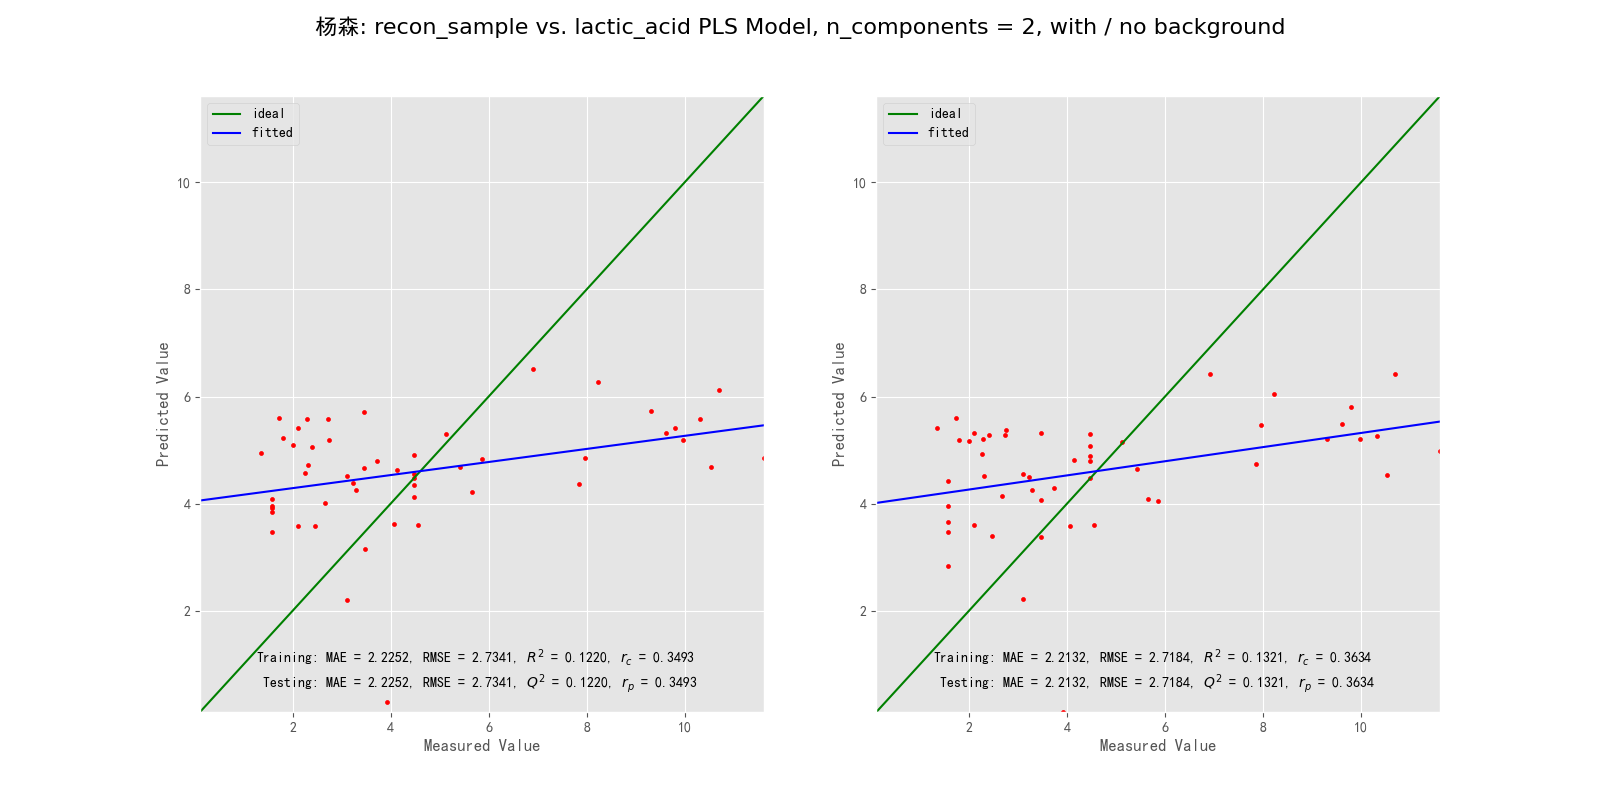 杨森: recon_sample vs. lactic_acid PLS Model, n_components = 2, with / no background
ideal
fitted
10
8
6
4
2
Predicted Value
Training: MAE = 2.2252, RMSE = 2.7341, R² = 0.1220, r_c = 0.3493
Testing: MAE = 2.2252, RMSE = 2.7341, Q² = 0.1220, r_p = 0.3493
2 4 6 8 10
Measured Value
ideal
fitted
10
8
6
4
2
Predicted Value
Training: MAE = 2.2132, RMSE = 2.7184, R² = 0.1321, r_c = 0.3634
Testing: MAE = 2.2132, RMSE = 2.7184, Q² = 0.1321, r_p = 0.3634
2 4 6 8 10
Measured Value